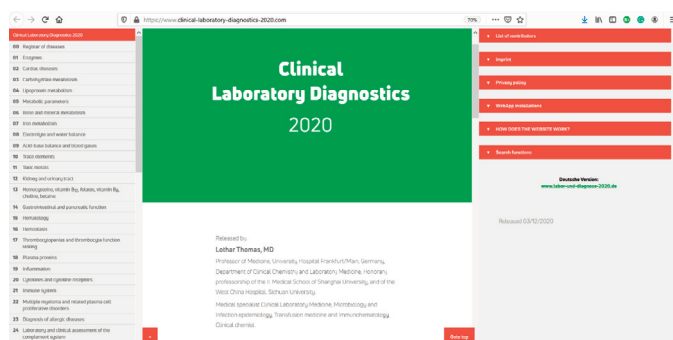 https://www.clinical-laboratory-diagnostics-2020.com
70%
Clinical Laboratory Diagnostics 2020
00 Register of diseases
01 Enzymes
02 Cardiac diseases
03 Carbohydrate metabolism
04 Lipoprotein metabolism
05 Metabolic parameters
06 Bone and mineral metabolism
07 Iron metabolism
08 Electrolyte and water balance
09 Acid-base balance and blood gases
10 Trace elements
11 Toxic metals
12 Kidney and urinary tract
13 Homocysteine, vitamin B12, folates, vitamin B6,
choline, betaine
14 Gastrointestinal and pancreatic function
15 Hematology
16 Hemostasis
17 Thrombocytopenias and thrombocyte function
testing
18 Plasma proteins
19 Inflammation
20 Cytokines and cytokine receptors
21 Immune system
22 Multiple myeloma and related plasma cell
proliferative disorders
23 Diagnosis of allergic diseases
24 Laboratory and clinical assessment of the
complement system
Clinical
Laboratory Diagnostics
2020
Released by
Lothar Thomas, MD
Professor of Medicine, University Hospital Frankfurt/Main, Germany,
Department of Clinical Chemistry and Laboratory Medicine, Honorary
professorship of the II Medical School of Shanghai University, and of the
West China Hospital, Sichuan University.
Medical specialist Clinical Laboratory Medicine, Microbiology and
Infection epidemiology, Transfusion medicine and Immunohematology,
Clinical chemist.
List of contributors
Imprint
Privacy policy
WebApp installations
HOW DOES THE WEBSITE WORK?
Search functions
Deutsche Version:
www.labor-und-diagnose-2020.de
Released 03/12/2020